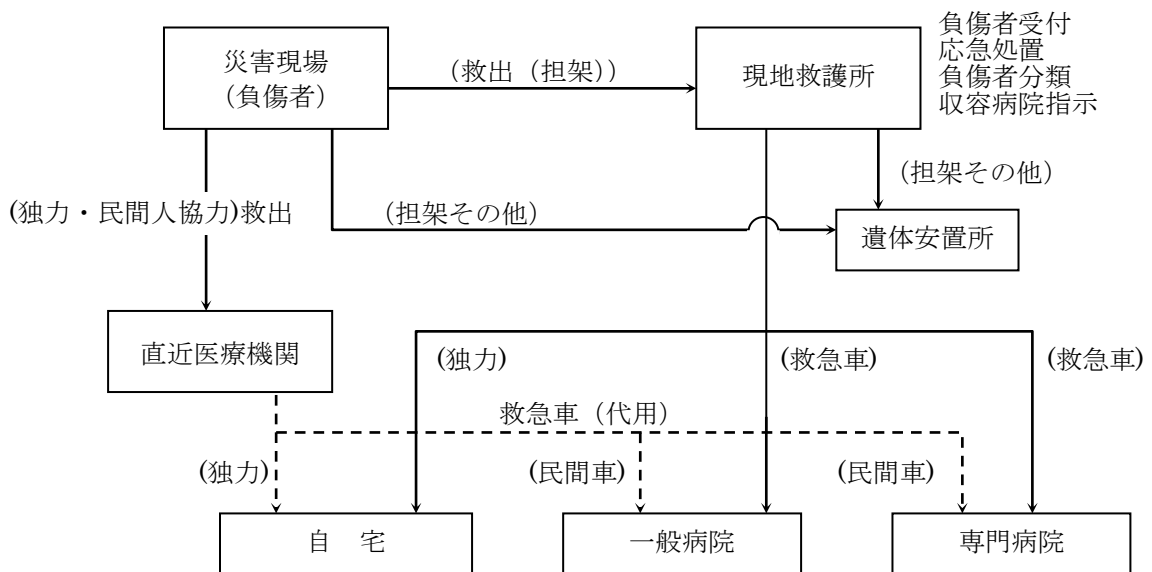 災害現場
(負傷者)
(救出（担架））
現地救護所
負傷者受付
応急処置
負傷者分類
収容病院指示
(担架その他)
(独力・民間人協力)救出
(担架その他)
遺体安置所
直近医療機関
(独力)
(救急車)
(救急車)
救急車（代用）
(独力)
(民間車)
(民間車)
自　宅
一般病院
専門病院